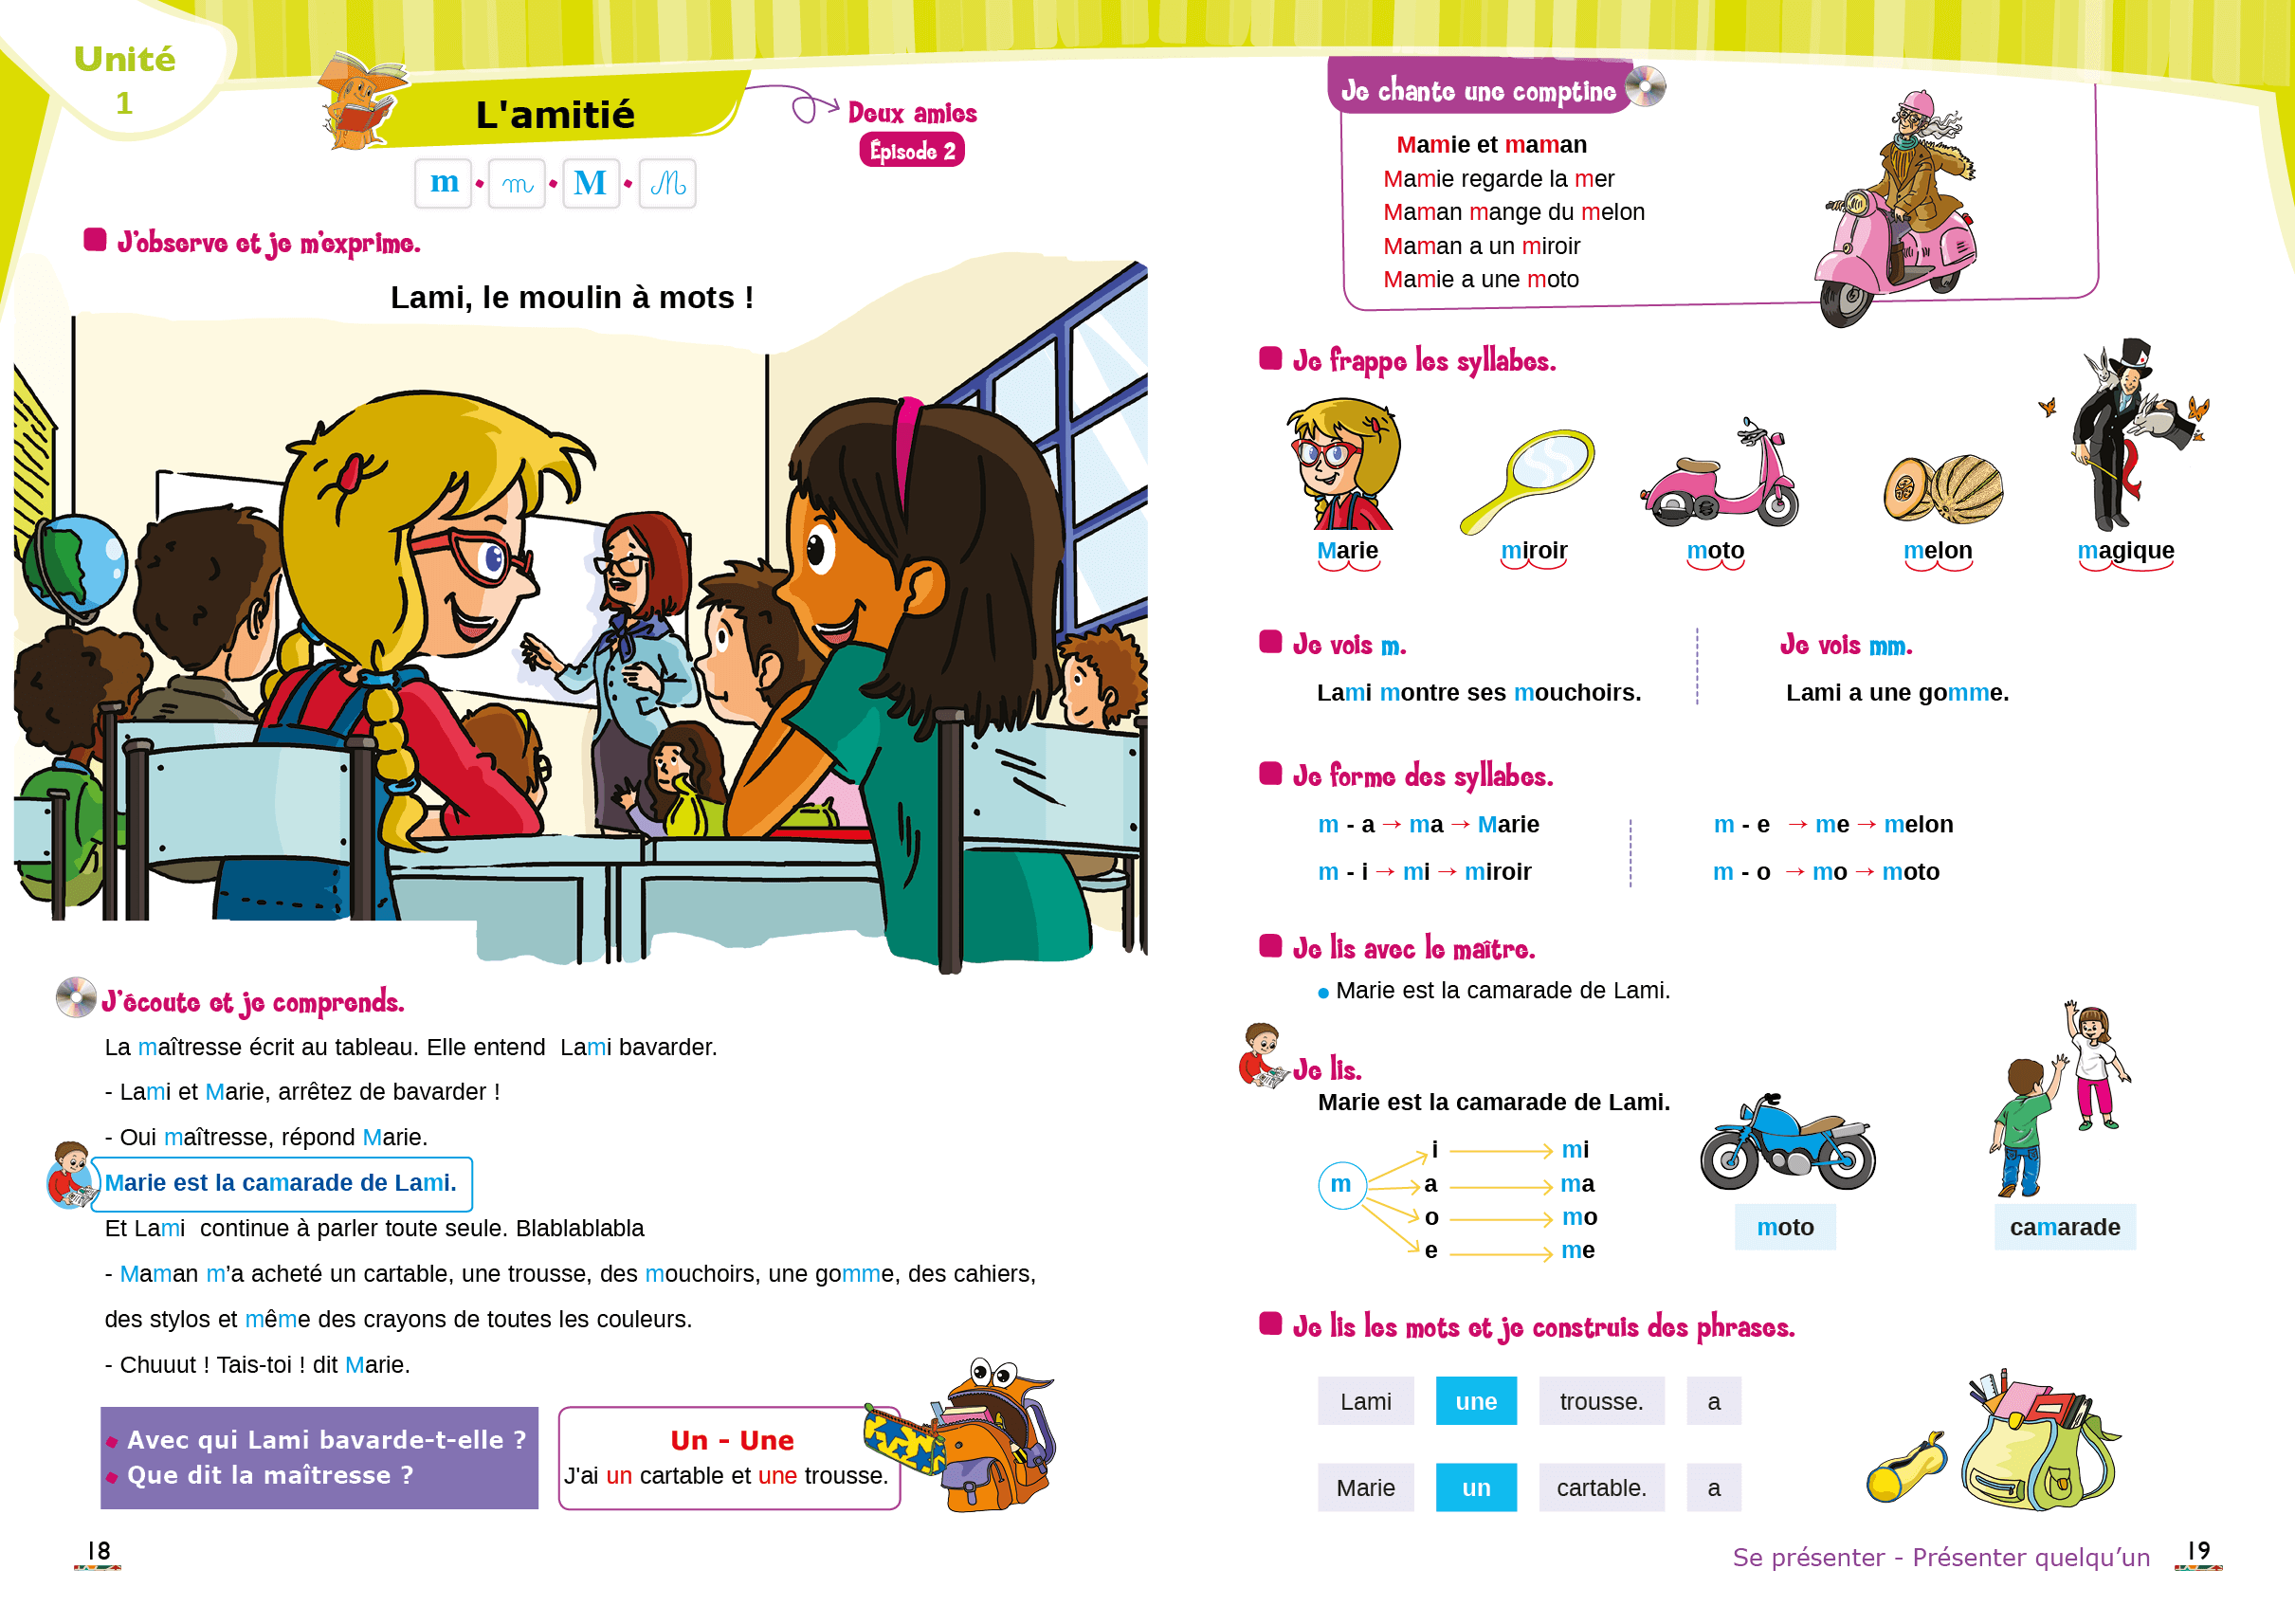 Unité
1
L'amitié
Deux amies
Épisode 2
m • m • M • M
J'observe et je m'exprime.
Lami, le moulin à mots !
J'écoute et je comprends.
La maîtresse écrit au tableau. Elle entend Lami bavarder.
- Lami et Marie, arrêtez de bavarder !
- Oui maîtresse, répond Marie.
Marie est la camarade de Lami.
Et Lami continue à parler toute seule. Blablablabla
- Maman m'a acheté un cartable, une trousse, des mouchoirs, une gomme, des cahiers,
des stylos et même des crayons de toutes les couleurs.
- Chuuut ! Tais-toi ! dit Marie.
Avec qui Lami bavarde-t-elle ?
Que dit la maîtresse ?
Un - Une
J'ai un cartable et une trousse.
18
Je chante une comptine
Mamie et maman
Mamie regarde la mer
Maman mange du melon
Maman a un miroir
Mamie a une moto
Je frappe les syllabes.
Marie miroir moto melon magique
Je vois m.
Lami montre ses mouchoirs.
Je vois mm.
Lami a une gomme.
Je forme des syllabes.
m - a → ma → Marie
m - i → mi → miroir
m - e → me → melon
m - o → mo → moto
Je lis avec le maître.
• Marie est la camarade de Lami.
Je lis.
Marie est la camarade de Lami.
m
i → mi
a → ma
o → mo
e → me
moto
camarade
Je lis les mots et je construis des phrases.
Lami une trousse. a
Marie un cartable. a
Se présenter - Présenter quelqu'un
19